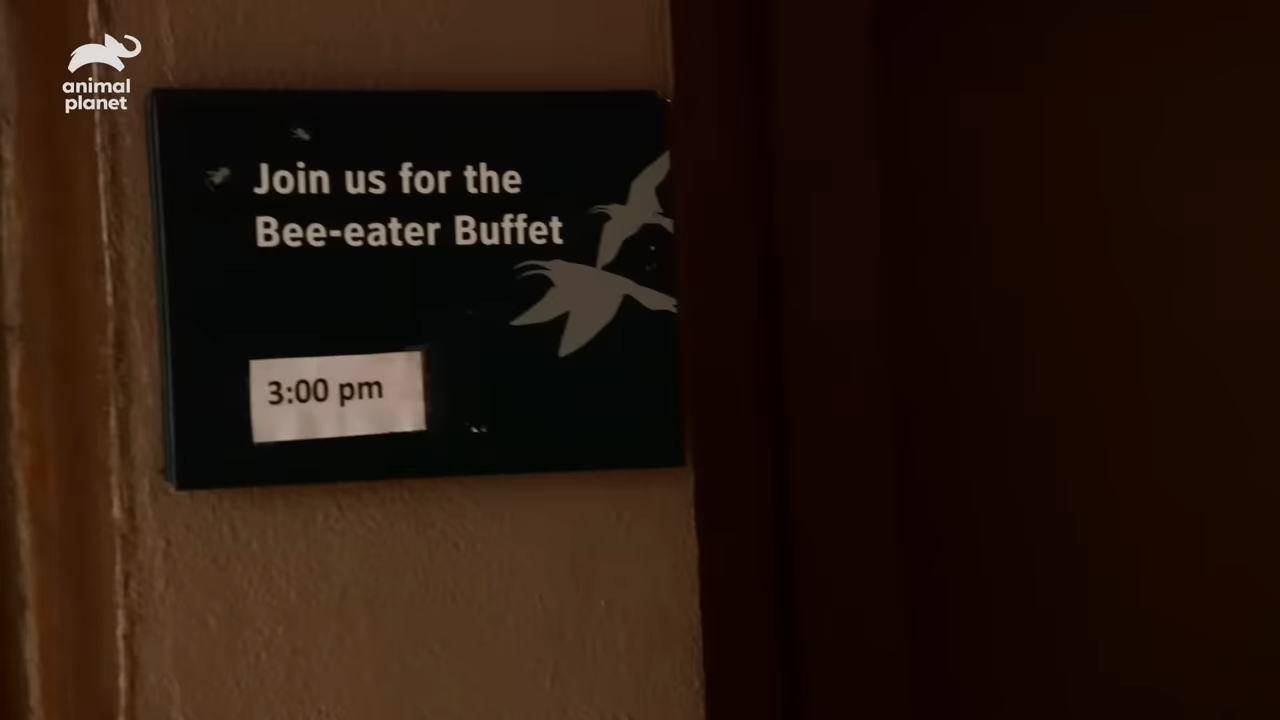 animal
planet
Join us for the
Bee-eater Buffet
3:00 pm